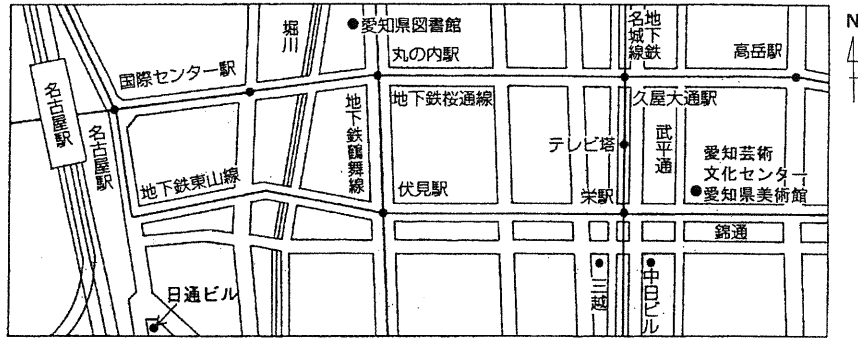 愛知県図書館
堀川
丸の内駅
地下鉄
名城線
高岳駅
N
国際センター駅
名古屋駅
名古屋駅
地下鉄桜通線
久屋大通駅
地下鉄鶴舞線
テレビ塔
武平通
愛知芸術
文化センター
愛知県美術館
地下鉄東山線
伏見駅
栄駅
錦通
日通ビル
三越
中日ビル